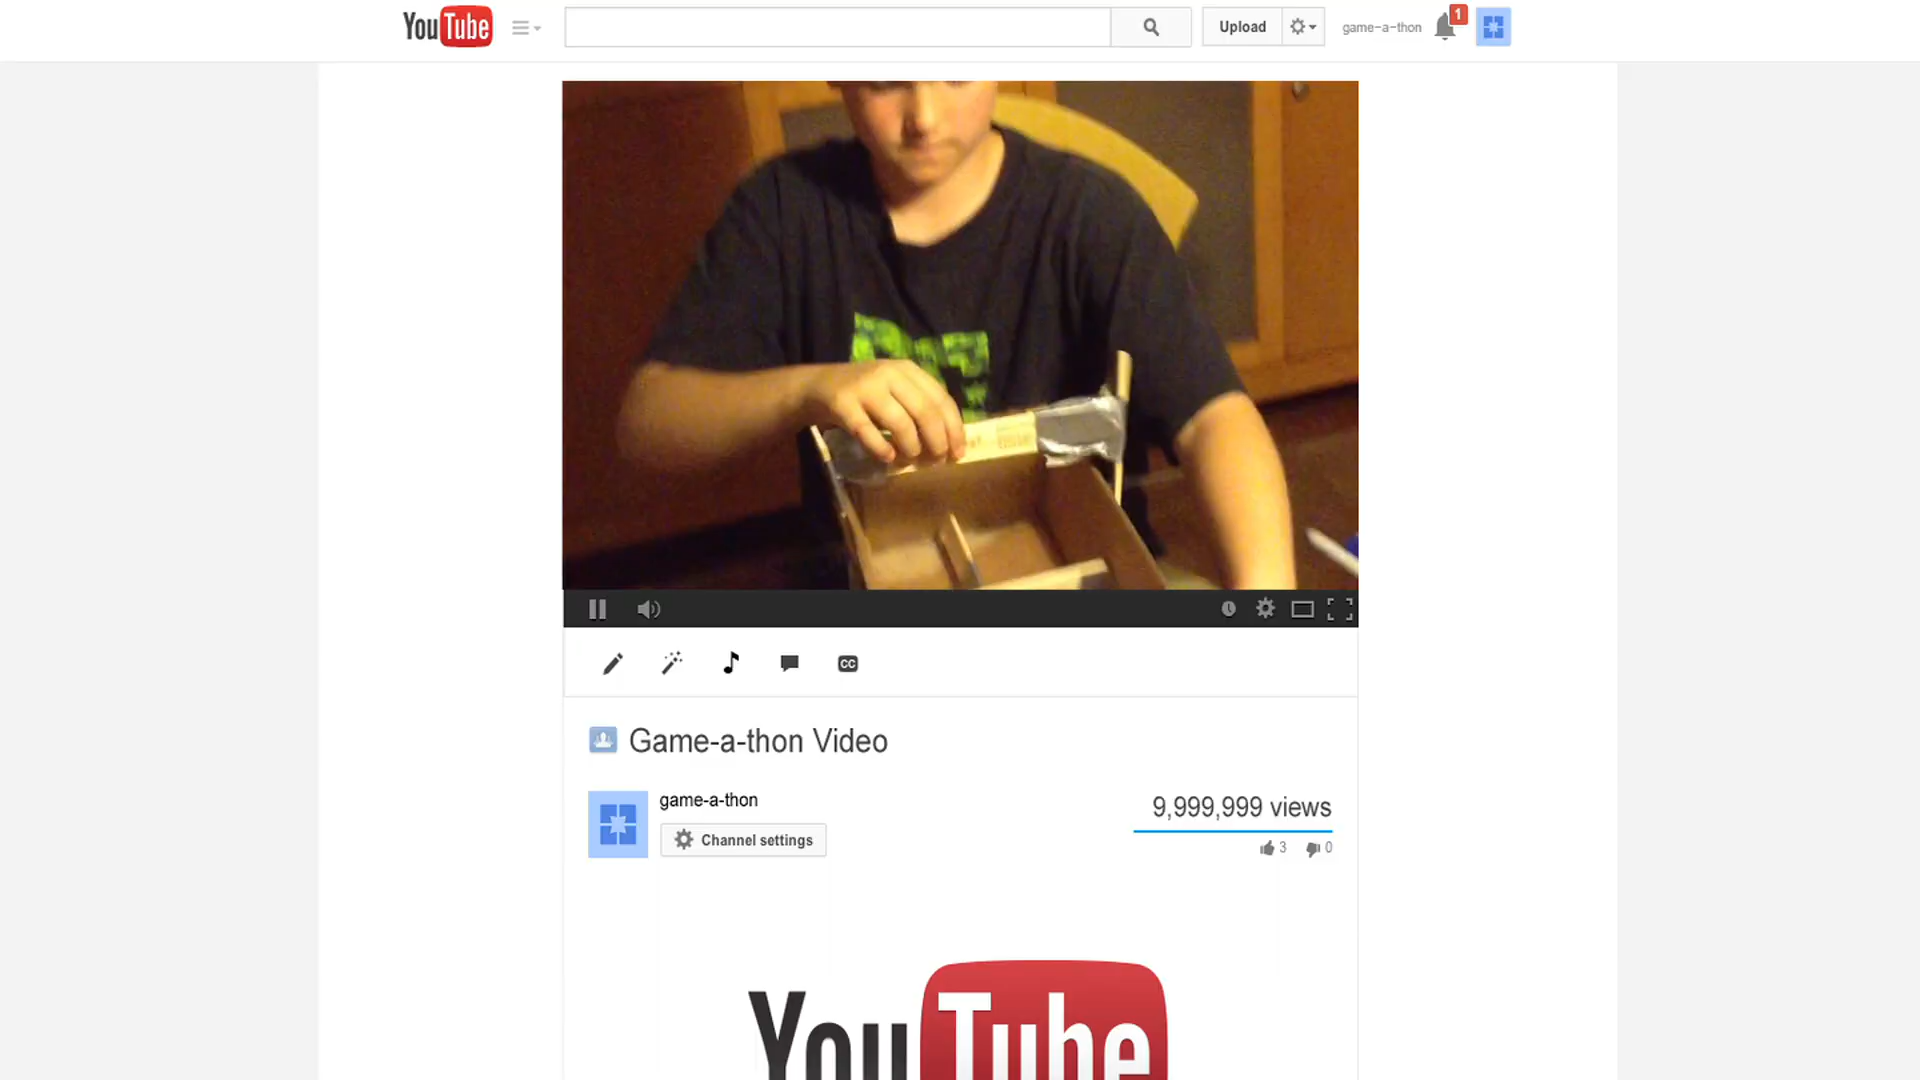 YouTube
Upload
game-a-thon
1
CC
Game-a-thon Video
game-a-thon
9,999,999 views
Channel settings
3
0
YouTube